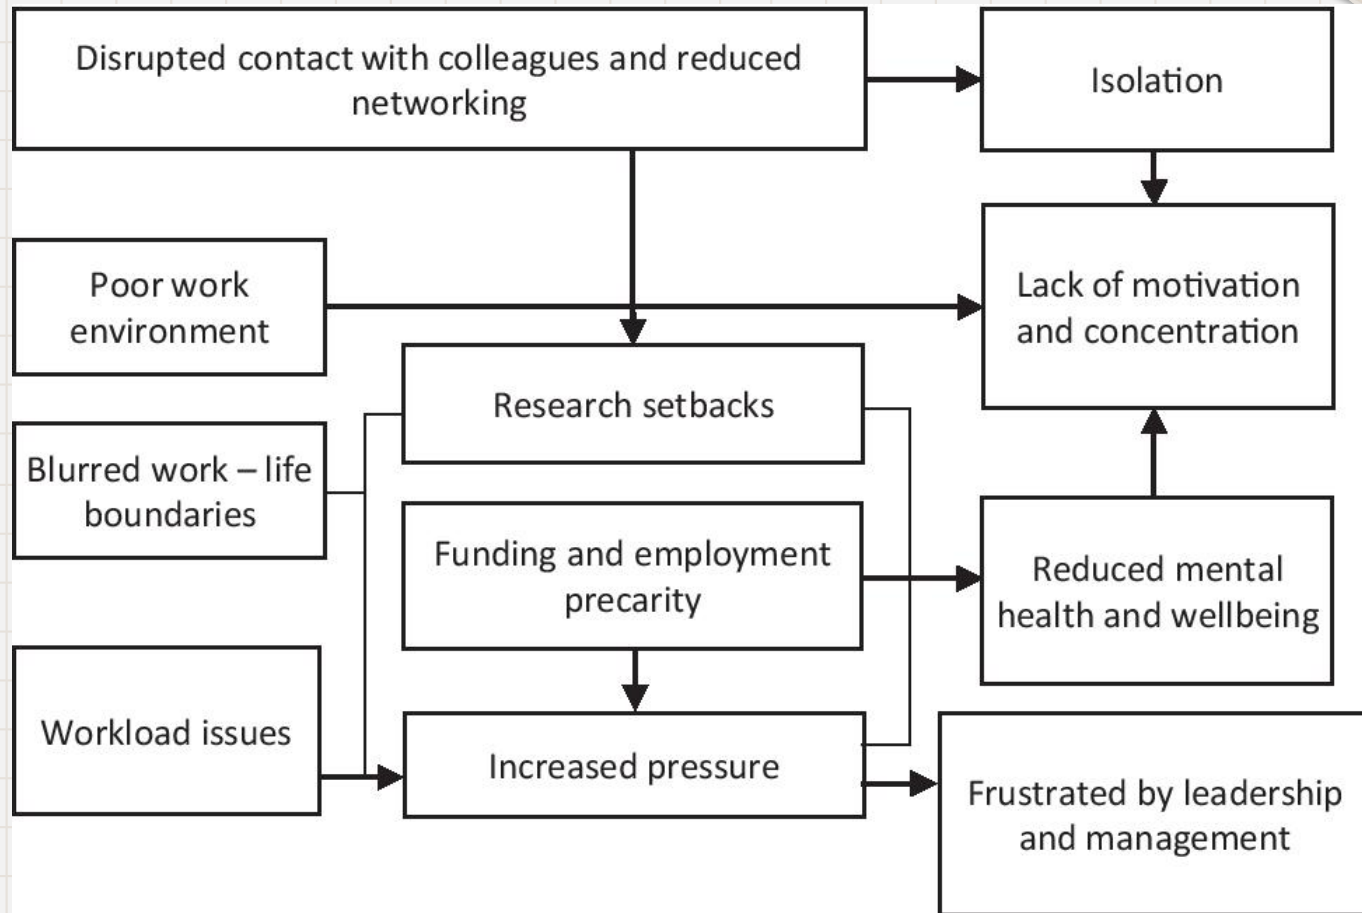 Disrupted contact with colleagues and reduced
networking
Isolation
Poor work
environment
Lack of motivation
and concentration
Research setbacks
Blurred work – life
boundaries
Funding and employment
precarity
Reduced mental
health and wellbeing
Workload issues
Increased pressure
Frustrated by leadership
and management